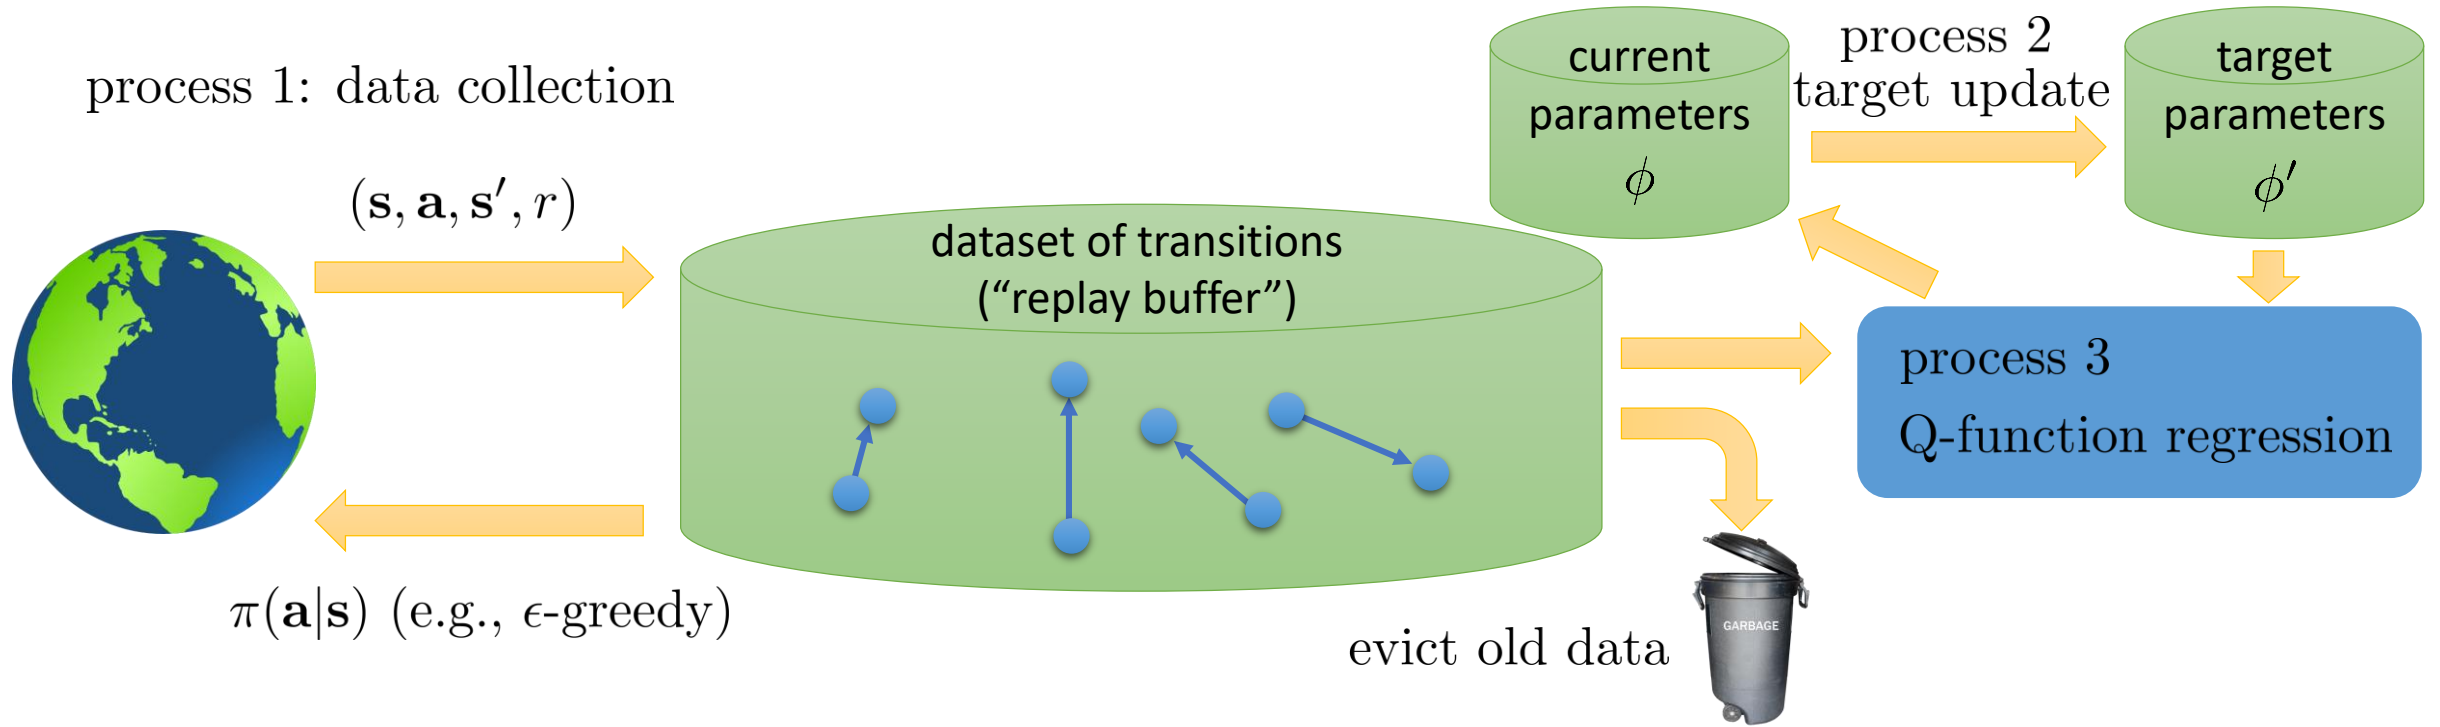 process 1: data collection
(s, a, s′, r)
π(a|s) (e.g., ϵ-greedy)
dataset of transitions
(“replay buffer”)
current
parameters
ϕ
process 2
target update
target
parameters
ϕ′
process 3
Q-function regression
evict old data
GARBAGE